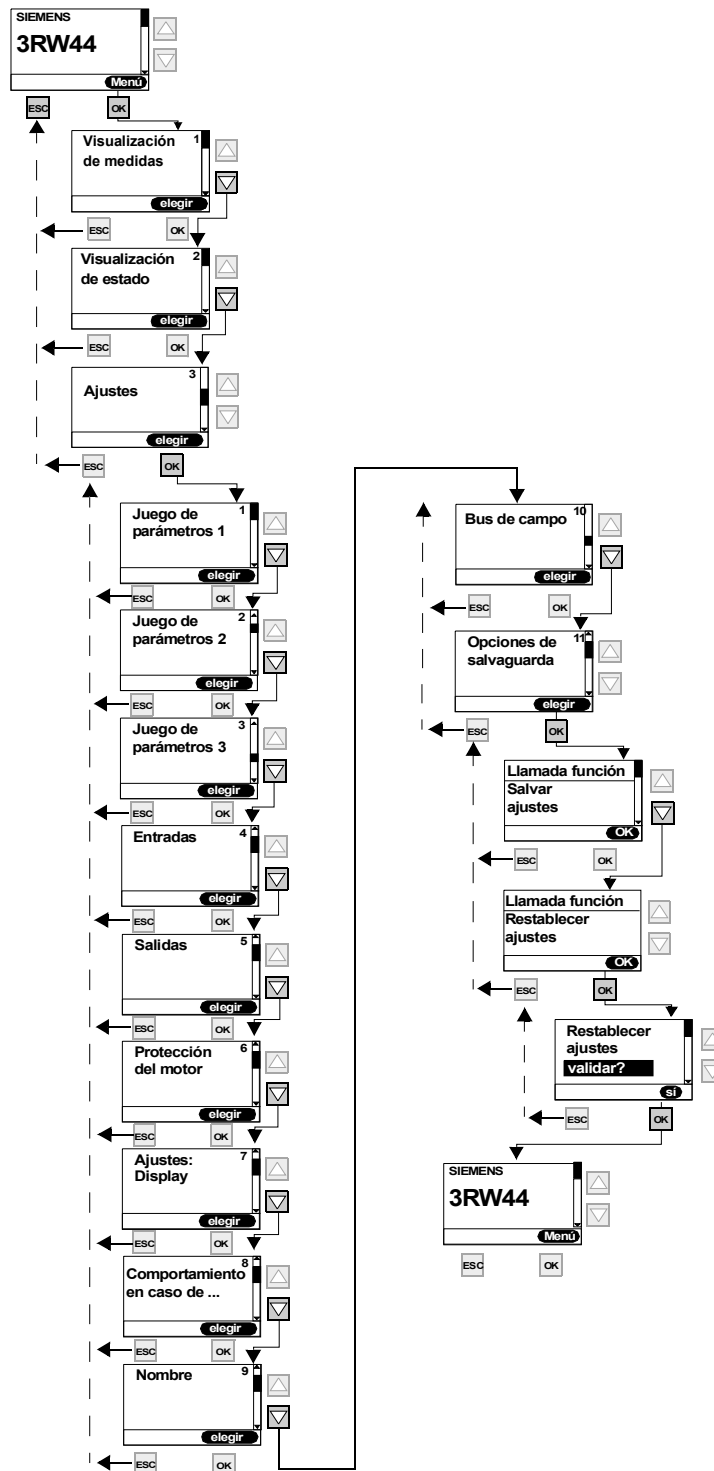 SIEMENS
3RW44
Menú
ESC
OK
Visualización
de medidas
1
elegir
ESC
OK
Visualización
de estado
2
elegir
ESC
OK
Ajustes
3
elegir
ESC
OK
Juego de
parámetros 1
1
elegir
ESC
OK
Juego de
parámetros 2
2
elegir
ESC
OK
Juego de
parámetros 3
3
elegir
ESC
OK
Entradas
4
elegir
ESC
OK
Salidas
5
elegir
ESC
OK
Protección
del motor
6
elegir
ESC
OK
Ajustes:
Display
7
elegir
ESC
OK
Comportamiento
en caso de ...
8
elegir
ESC
OK
Nombre
9
elegir
ESC
OK
Bus de campo
10
elegir
ESC
OK
Opciones de
salvaguarda
11
elegir
ESC
OK
Llamada función
Salvar
ajustes
OK
ESC
OK
Llamada función
Restablecer
ajustes
OK
ESC
OK
Restablecer
ajustes
validar?
sí
ESC
OK
SIEMENS
3RW44
Menú
ESC
OK